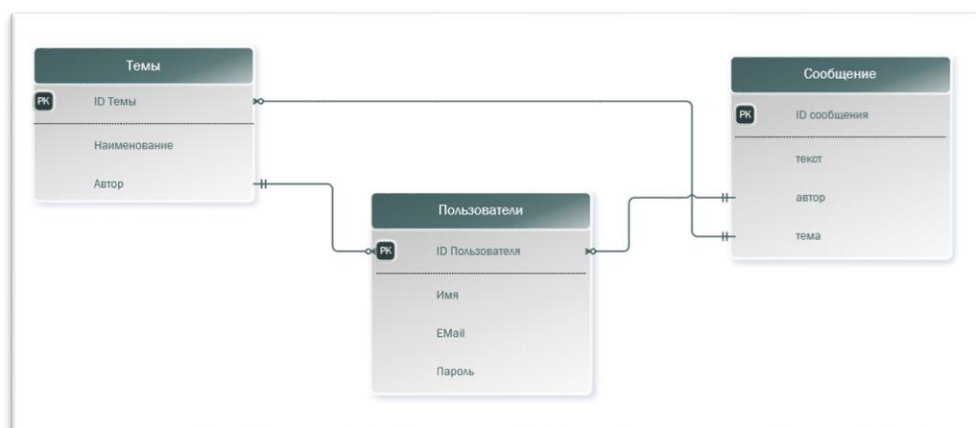 Темы
PK ID Темы
Наименование
Автор
Пользователи
PK ID Пользователя
Имя
EMail
Пароль
Сообщение
PK ID сообщения
текст
автор
тема